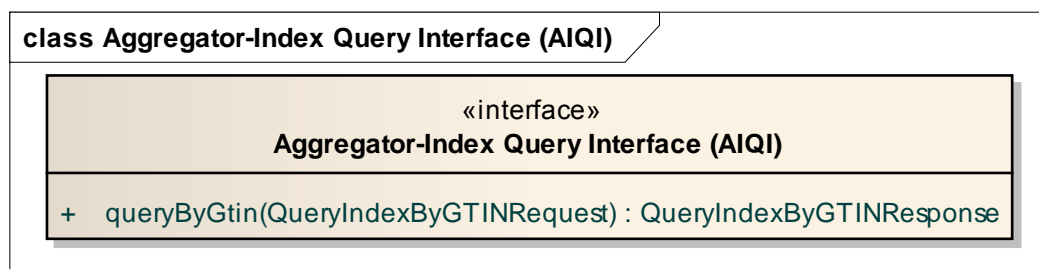 class Aggregator-Index Query Interface (AIQI)
«interface»
Aggregator-Index Query Interface (AIQI)
+ queryByGtin(QueryIndexByGTINRequest) : QueryIndexByGTINResponse